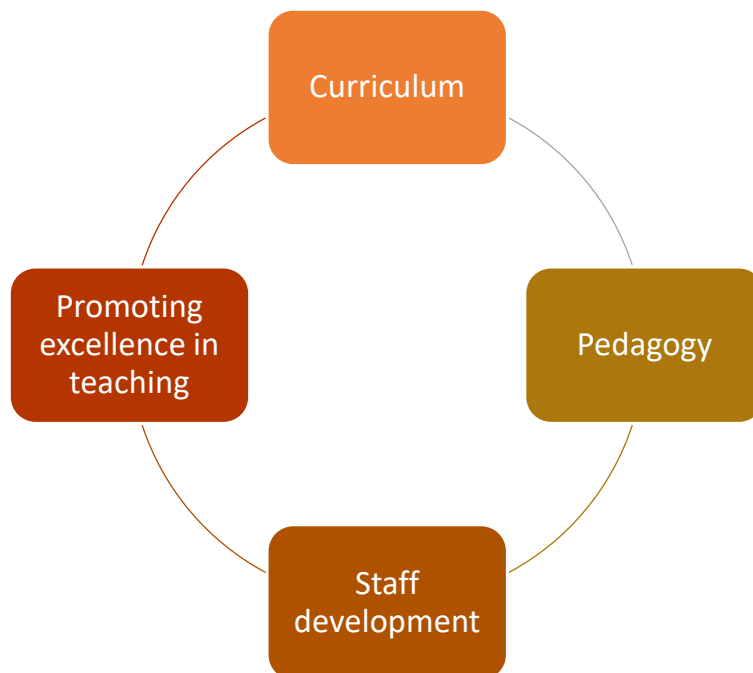 Curriculum
Promoting
excellence in
teaching
Pedagogy
Staff
development